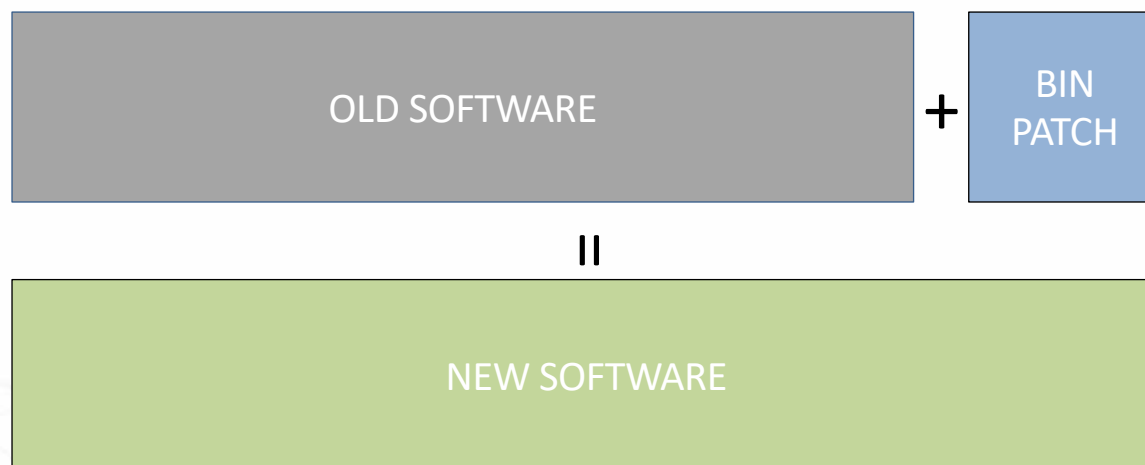 OLD SOFTWARE
+
BIN
PATCH
=
NEW SOFTWARE